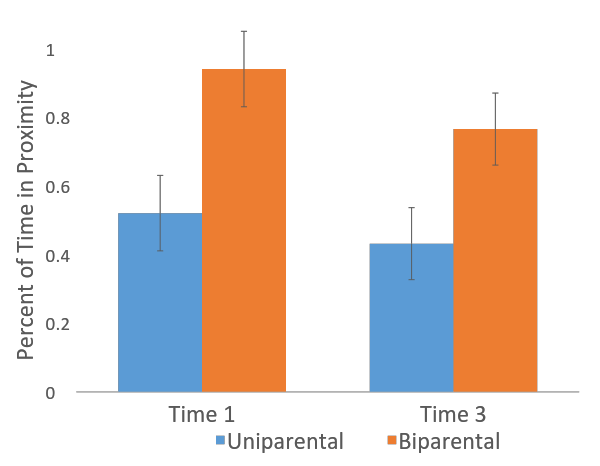 Percent of Time in Proximity
1
0.8
0.6
0.4
0.2
0
Time 1
Time 3
Uniparental
Biparental